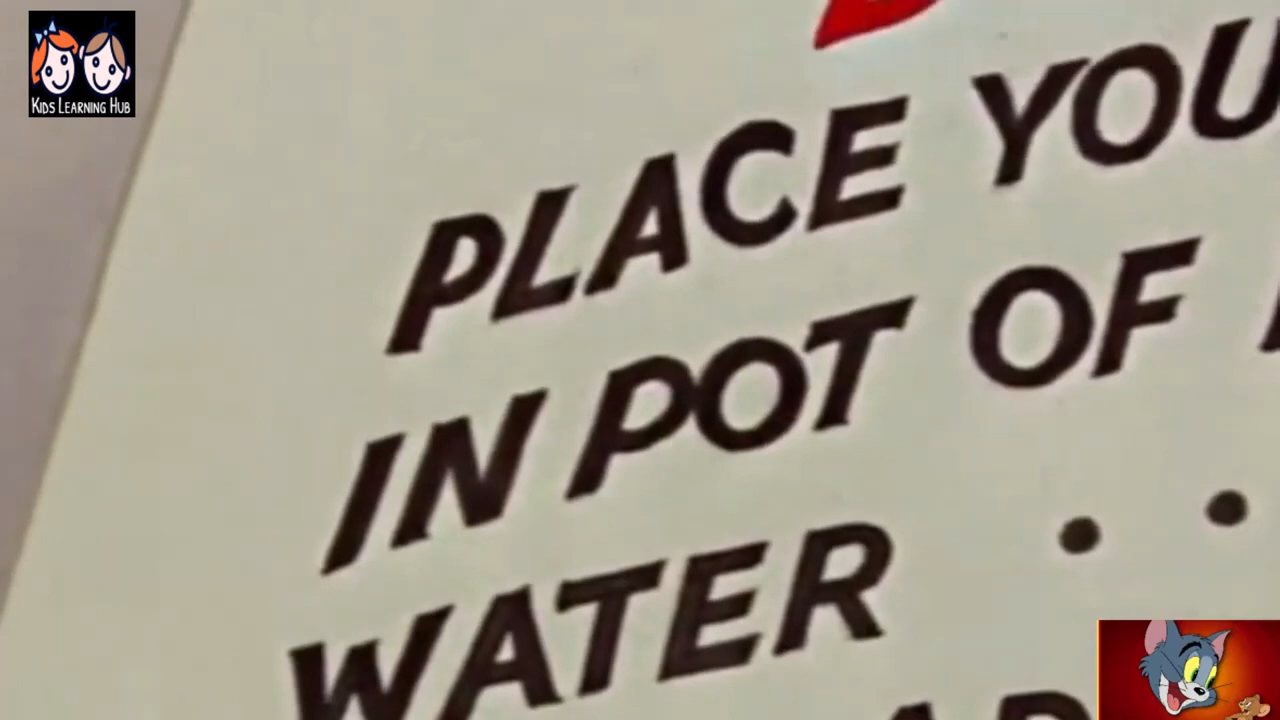 KIDS LEARNING HUB
PLACE YOU
IN POT OF
WATER . .